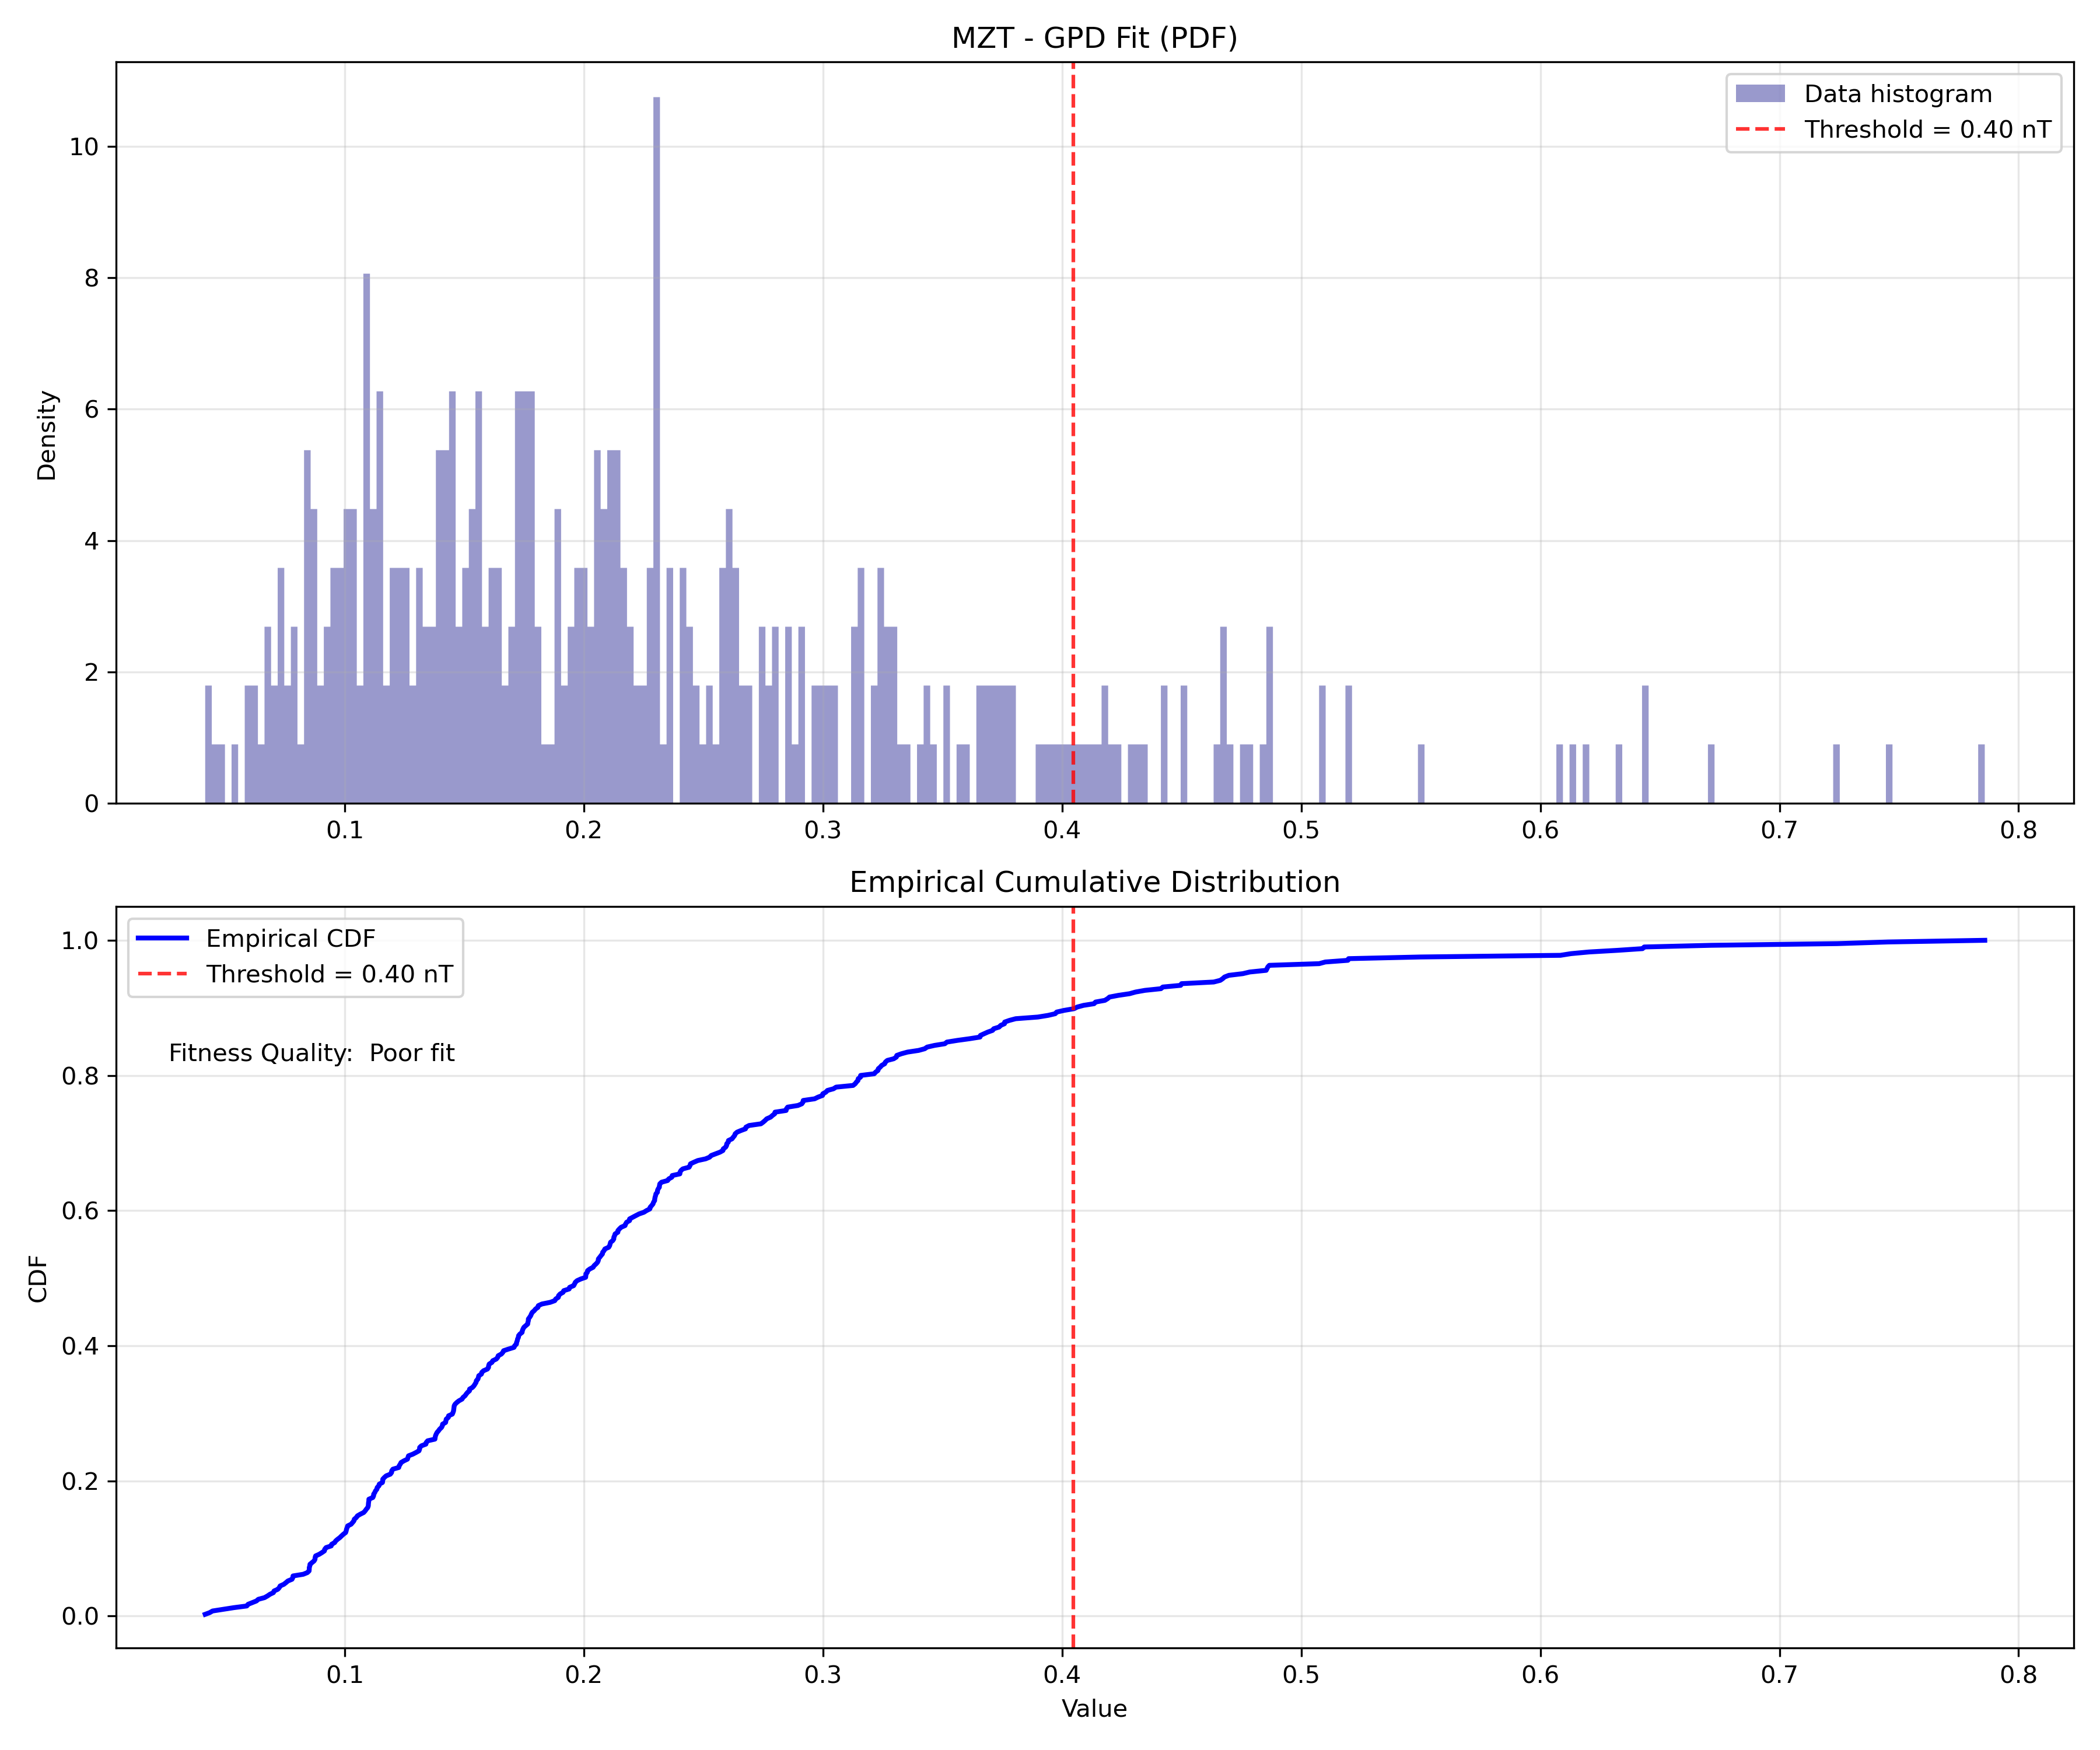 MZT - GPD Fit (PDF)
Data histogram
Threshold = 0.40 nT
Density
10
8
6
4
2
0
0.1 0.2 0.3 0.4 0.5 0.6 0.7 0.8
Empirical Cumulative Distribution
Empirical CDF
Threshold = 0.40 nT
Fitness Quality:  Poor fit
CDF
1.0
0.8
0.6
0.4
0.2
0.0
0.1 0.2 0.3 0.4 0.5 0.6 0.7 0.8
Value